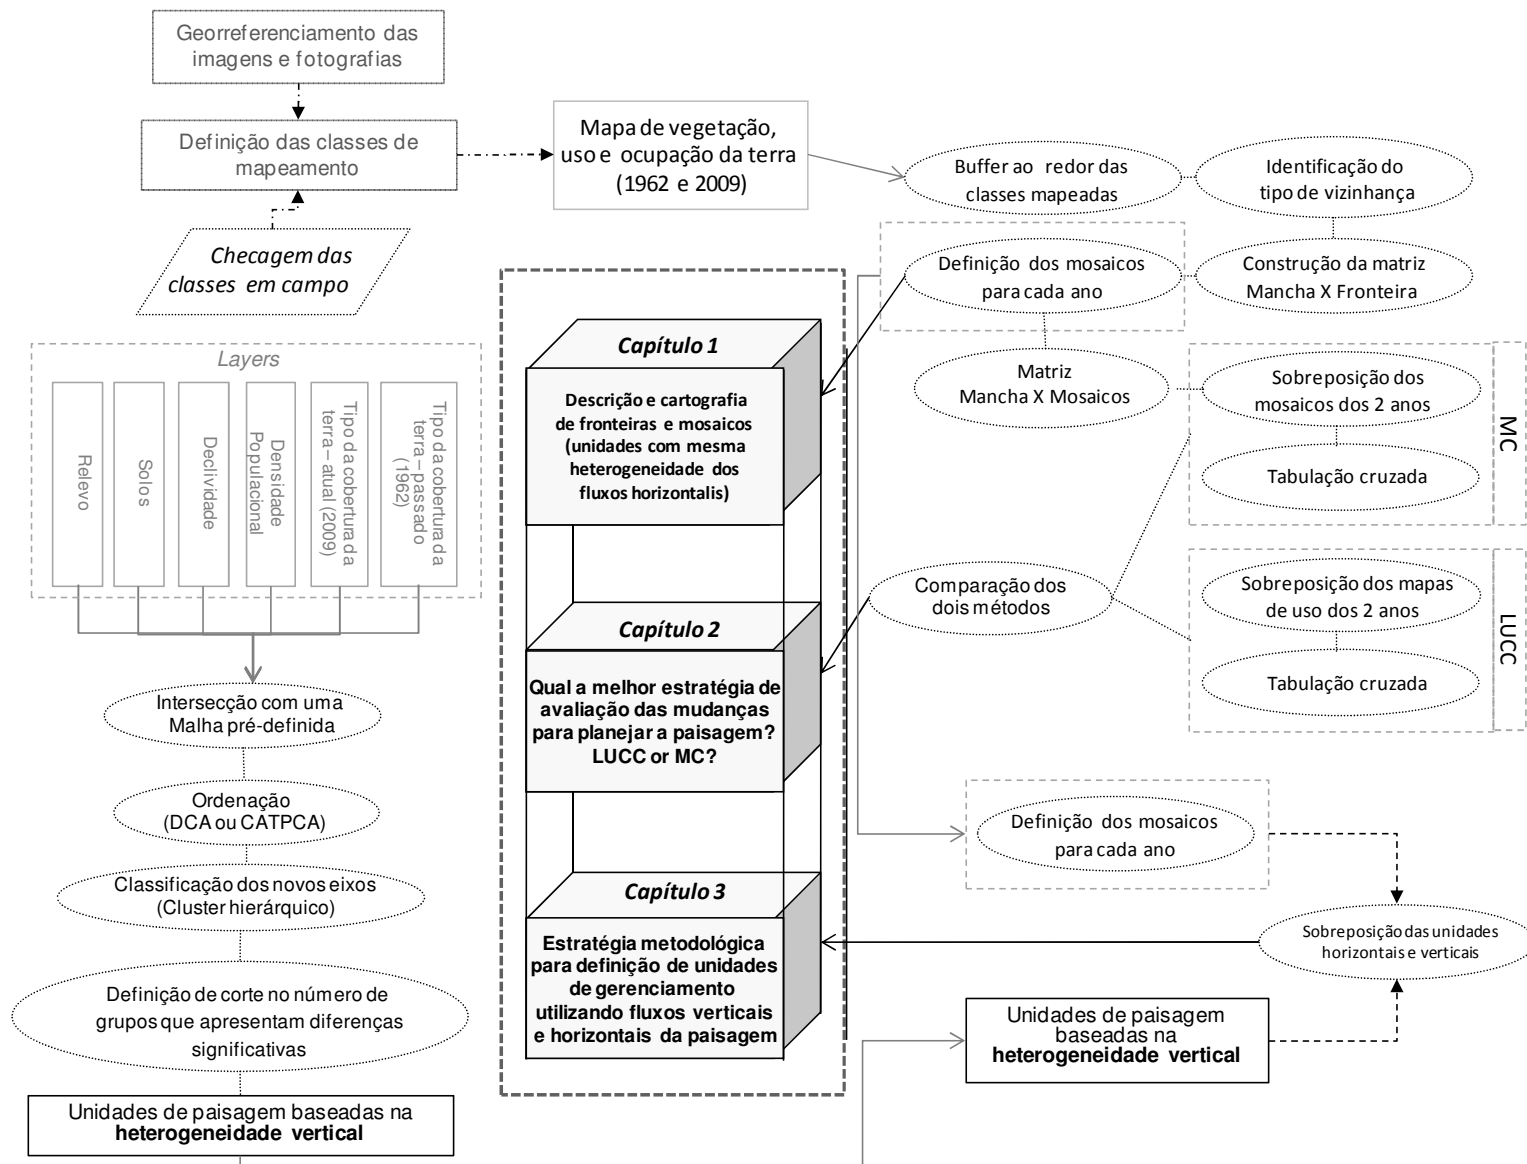 Georreferenciamento das
imagens e fotografias
Definição das classes de
mapeamento
Checagem das
classes em campo
Mapa de vegetação,
uso e ocupação da terra
(1962 e 2009)
Buffer ao redor das
classes mapeadas
Identificação do
tipo de vizinhança
Definição dos mosaicos
para cada ano
Construção da matriz
Mancha X Fronteira
Matriz
Mancha X Mosaicos
Sobreposição dos
mosaicos dos 2 anos
Tabulação cruzada
MC
Comparação dos
dois métodos
Sobreposição dos mapas
de uso dos 2 anos
Tabulação cruzada
LUCC
Layers
Relevo
Solos
Declividade
Densidade
Populacional
Tipo da cobertura da
terra – atual (2009)
Tipo da cobertura da
terra – passado
(1962)
Intersecção com uma
Malha pré-definida
Ordenação
(DCA ou CATPCA)
Classificação dos novos eixos
(Cluster hierárquico)
Definição de corte no número de
grupos que apresentam diferenças
significativas
Unidades de paisagem baseadas na
heterogeneidade vertical
Capítulo 1
Descrição e cartografia
de fronteiras e mosaicos
(unidades com mesma
heterogeneidade dos
fluxos horizontalis)
Capítulo 2
Qual a melhor estratégia de
avaliação das mudanças
para planejar a paisagem?
LUCC or MC?
Capítulo 3
Estratégia metodológica
para definição de unidades
de gerenciamento
utilizando fluxos verticais
e horizontais da paisagem
Definição dos mosaicos
para cada ano
Sobreposição das unidades
horizontais e verticais
Unidades de paisagem
baseadas na
heterogeneidade vertical